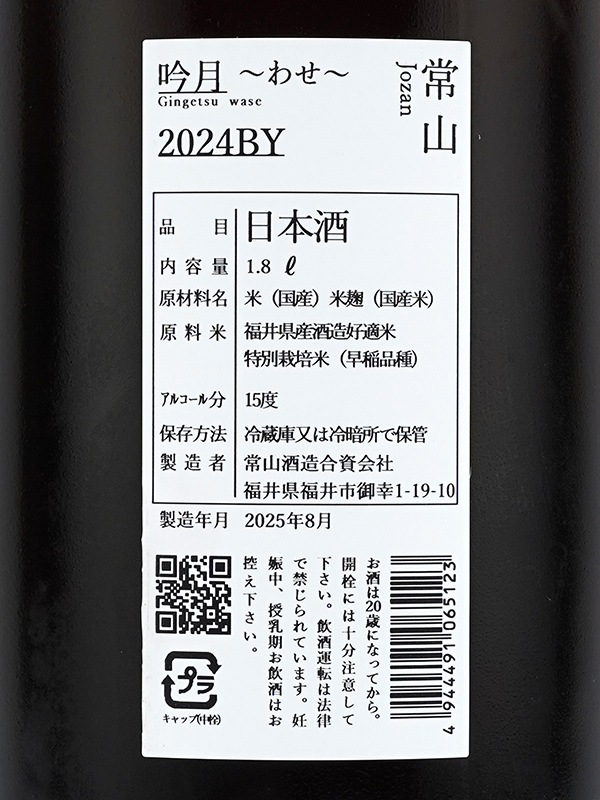 常山
Jozan
吟月 〜わせ〜
Gingetsu wase
2024BY
品目 日本酒
内容量 1.8ℓ
原材料名 米（国産）米麹（国産米）
原料米 福井県産酒造好適米
特別栽培米（早稲品種）
アルコール分 15度
保存方法 冷蔵庫又は冷暗所で保管
製造者 常山酒造合資会社
福井県福井市御幸1-19-10
製造年月 2025年8月
お酒は20歳になってから。
開栓には十分注意して
下さい。飲酒運転は法律
で禁じられています。妊
娠中、授乳期お飲酒はお
控え下さい。
プラ
キャップ(中栓)
4944491065123